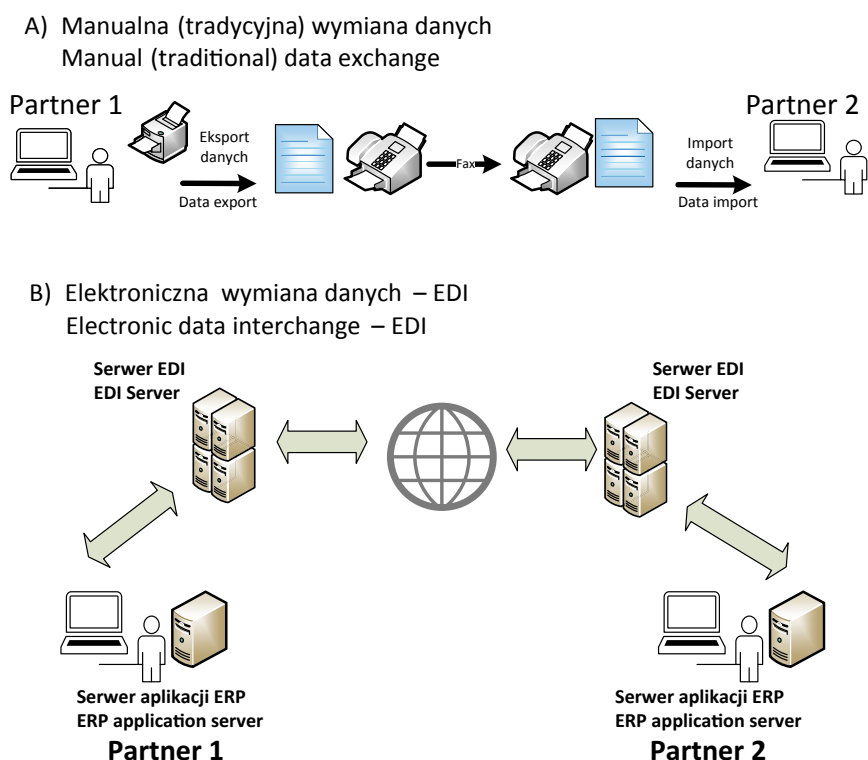 A) Manualna (tradycyjna) wymiana danych
Manual (traditional) data exchange
Partner 1
Eksport
danych
Data export
Fax
Import
danych
Data import
Partner 2
B) Elektroniczna wymiana danych – EDI
Electronic data interchange – EDI
Serwer EDI
EDI Server
Serwer EDI
EDI Server
Serwer aplikacji ERP
ERP application server
Partner 1
Serwer aplikacji ERP
ERP application server
Partner 2